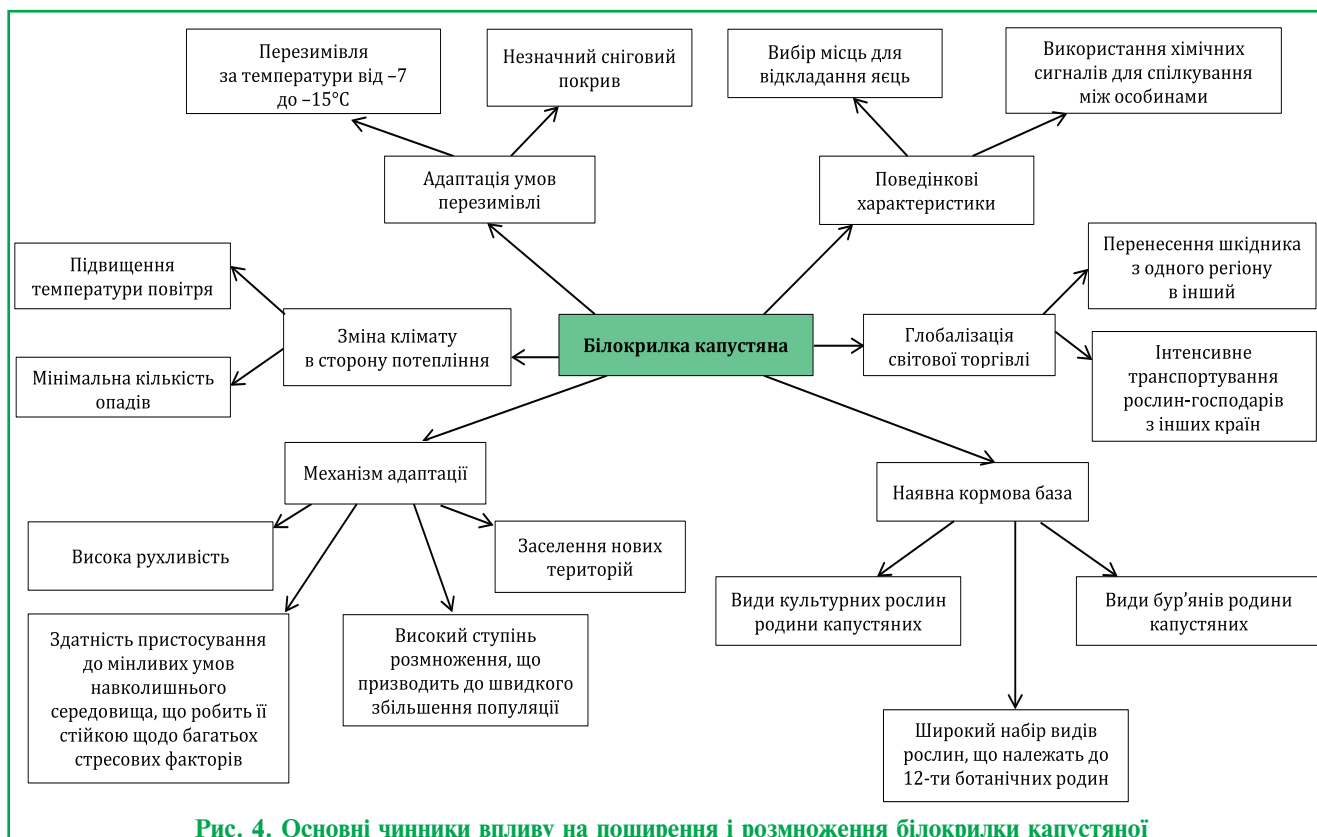 Перезимівля
за температури від –7
до –15°C
Незначний сніговий
покрив
Вибір місць для
відкладання яєць
Використання хімічних
сигналів для спілкування
між особинами
Адаптація умов
перезимівлі
Поведінкові
характеристики
Підвищення
температури повітря
Мінімальна кількість
опадів
Зміна клімату
в сторону потепління
Білокрилка капустяна
Глобалізація
світової торгівлі
Перенесення шкідника
з одного регіону
в інший
Інтенсивне
транспортування
рослин-господарів
з інших країн
Механізм адаптації
Наявна кормова база
Висока рухливість
Заселення нових
територій
Здатність пристосування
до мінливих умов
навколишнього
середовища, що робить її
стійкою щодо багатьох
стресових факторів
Високий ступінь
розмноження, що
призводить до швидкого
збільшення популяції
Види культурних рослин
родини капустяних
Види бур’янів родини
капустяних
Широкий набір видів
рослин, що належать до
12-ти ботанічних родин
Рис. 4. Основні чинники впливу на поширення і розмноження білокрилки капустяної